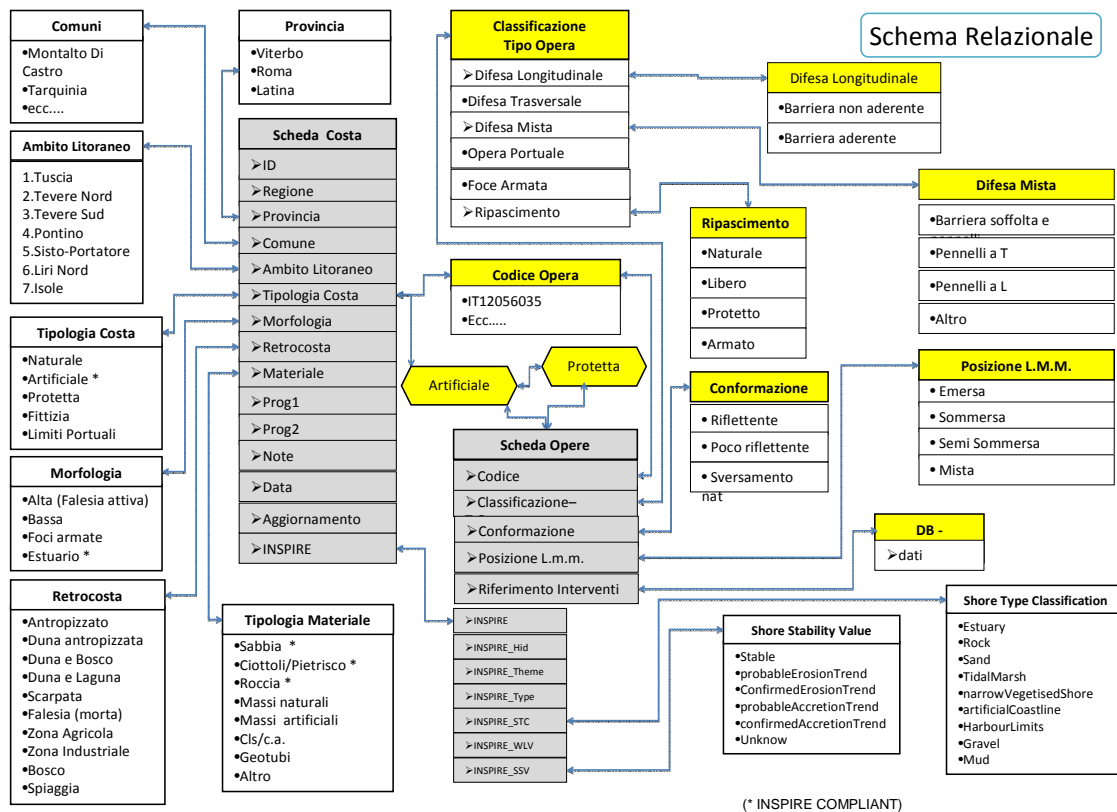 Schema Relazionale
Comuni
•Montalto Di
Castro
•Tarquinia
•ecc....
Provincia
•Viterbo
•Roma
•Latina
Ambito Litoraneo
1.Tuscia
2.Tevere Nord
3.Tevere Sud
4.Pontino
5.Sisto-Portatore
6.Liri Nord
7.Isole
Tipologia Costa
•Naturale
•Artificiale *
•Protetta
•Fittizia
•Limiti Portuali
Morfologia
•Alta (Falesia attiva)
•Bassa
•Foci armate
•Estuario *
Retrocosta
•Antropizzato
•Duna antropizzata
•Duna e Bosco
•Duna e Laguna
•Scarpata
•Falesia (morta)
•Zona Agricola
•Zona Industriale
•Bosco
•Spiaggia
Scheda Costa
➢ID
➢Regione
➢Provincia
➢Comune
➢Ambito Litoraneo
➢Tipologia Costa
➢Morfologia
➢Retrocosta
➢Materiale
➢Prog1
➢Prog2
➢Note
➢Data
➢Aggiornamento
➢INSPIRE
Tipologia Materiale
•Sabbia *
•Ciottoli/Pietrisco *
•Roccia *
•Massi naturali
•Massi artificiali
•Cls/c.a.
•Geotubi
•Altro
Classificazione
Tipo Opera
➢Difesa Longitudinale
•Difesa Trasversale
➢Difesa Mista
•Opera Portuale
•Foce Armata
➢Ripascimento
Difesa Longitudinale
•Barriera non aderente
•Barriera aderente
Difesa Mista
•Barriera soffolta e
•Pennelli a T
•Pennelli a L
•Altro
Ripascimento
•Naturale
•Libero
•Protetto
•Armato
Codice Opera
•IT12056035
•Ecc.....
Artificiale
Protetta
Scheda Opere
➢Codice
➢Classificazione–
➢Conformazione
➢Posizione L.m.m.
➢Riferimento Interventi
Conformazione
• Riflettente
• Poco riflettente
• Sversamento
nat
Posizione L.M.M.
• Emersa
• Sommersa
• Semi Sommersa
• Mista
DB -
➢dati
➢INSPIRE
➢INSPIRE_Hid
➢INSPIRE_Theme
➢INSPIRE_Type
➢INSPIRE_STC
➢INSPIRE_WLV
➢INSPIRE_SSV
Shore Stability Value
•Stable
•probableErosionTrend
•ConfirmedErosionTrend
•probableAccretionTrend
•confirmedAccretionTrend
•Unknow
Shore Type Classification
•Estuary
•Rock
•Sand
•TidalMarsh
•narrowVegetisedShore
•artificialCoastline
•HarbourLimits
•Gravel
•Mud
(* INSPIRE COMPLIANT)